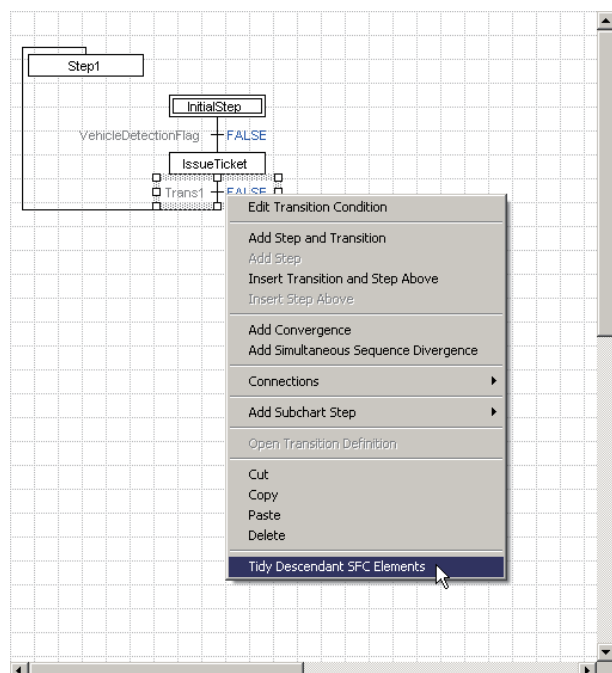 Step1
InitialStep
VehicleDetectionFlag FALSE
IssueTicket
Trans1 FALSE
Edit Transition Condition
Add Step and Transition
Add Step
Insert Transition and Step Above
Insert Step Above
Add Convergence
Add Simultaneous Sequence Divergence
Connections
Add Subchart Step
Open Transition Definition
Cut
Copy
Paste
Delete
Tidy Descendant SFC Elements